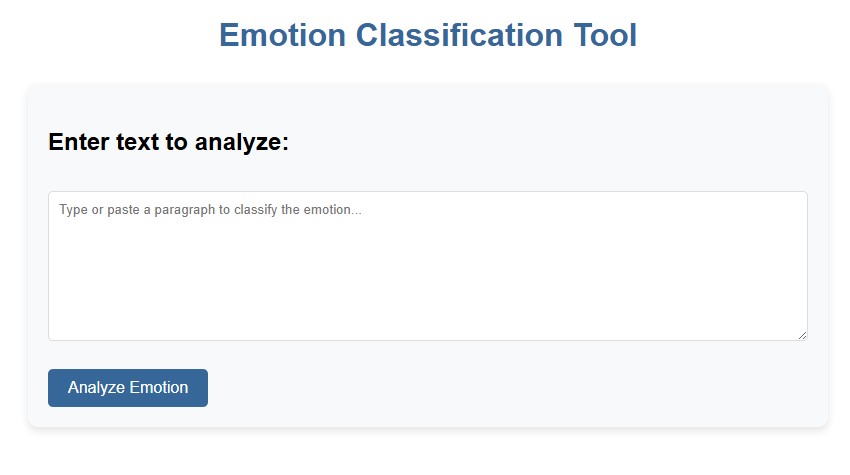 Emotion Classification Tool
Enter text to analyze:
Type or paste a paragraph to classify the emotion...
Analyze Emotion